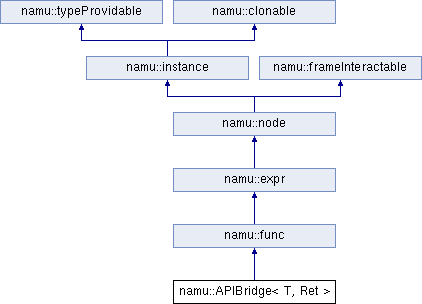 namu::typeProvidable
namu::clonable
namu::instance
namu::frameInteractable
namu::node
namu::expr
namu::func
namu::APIBridge< T, Ret >